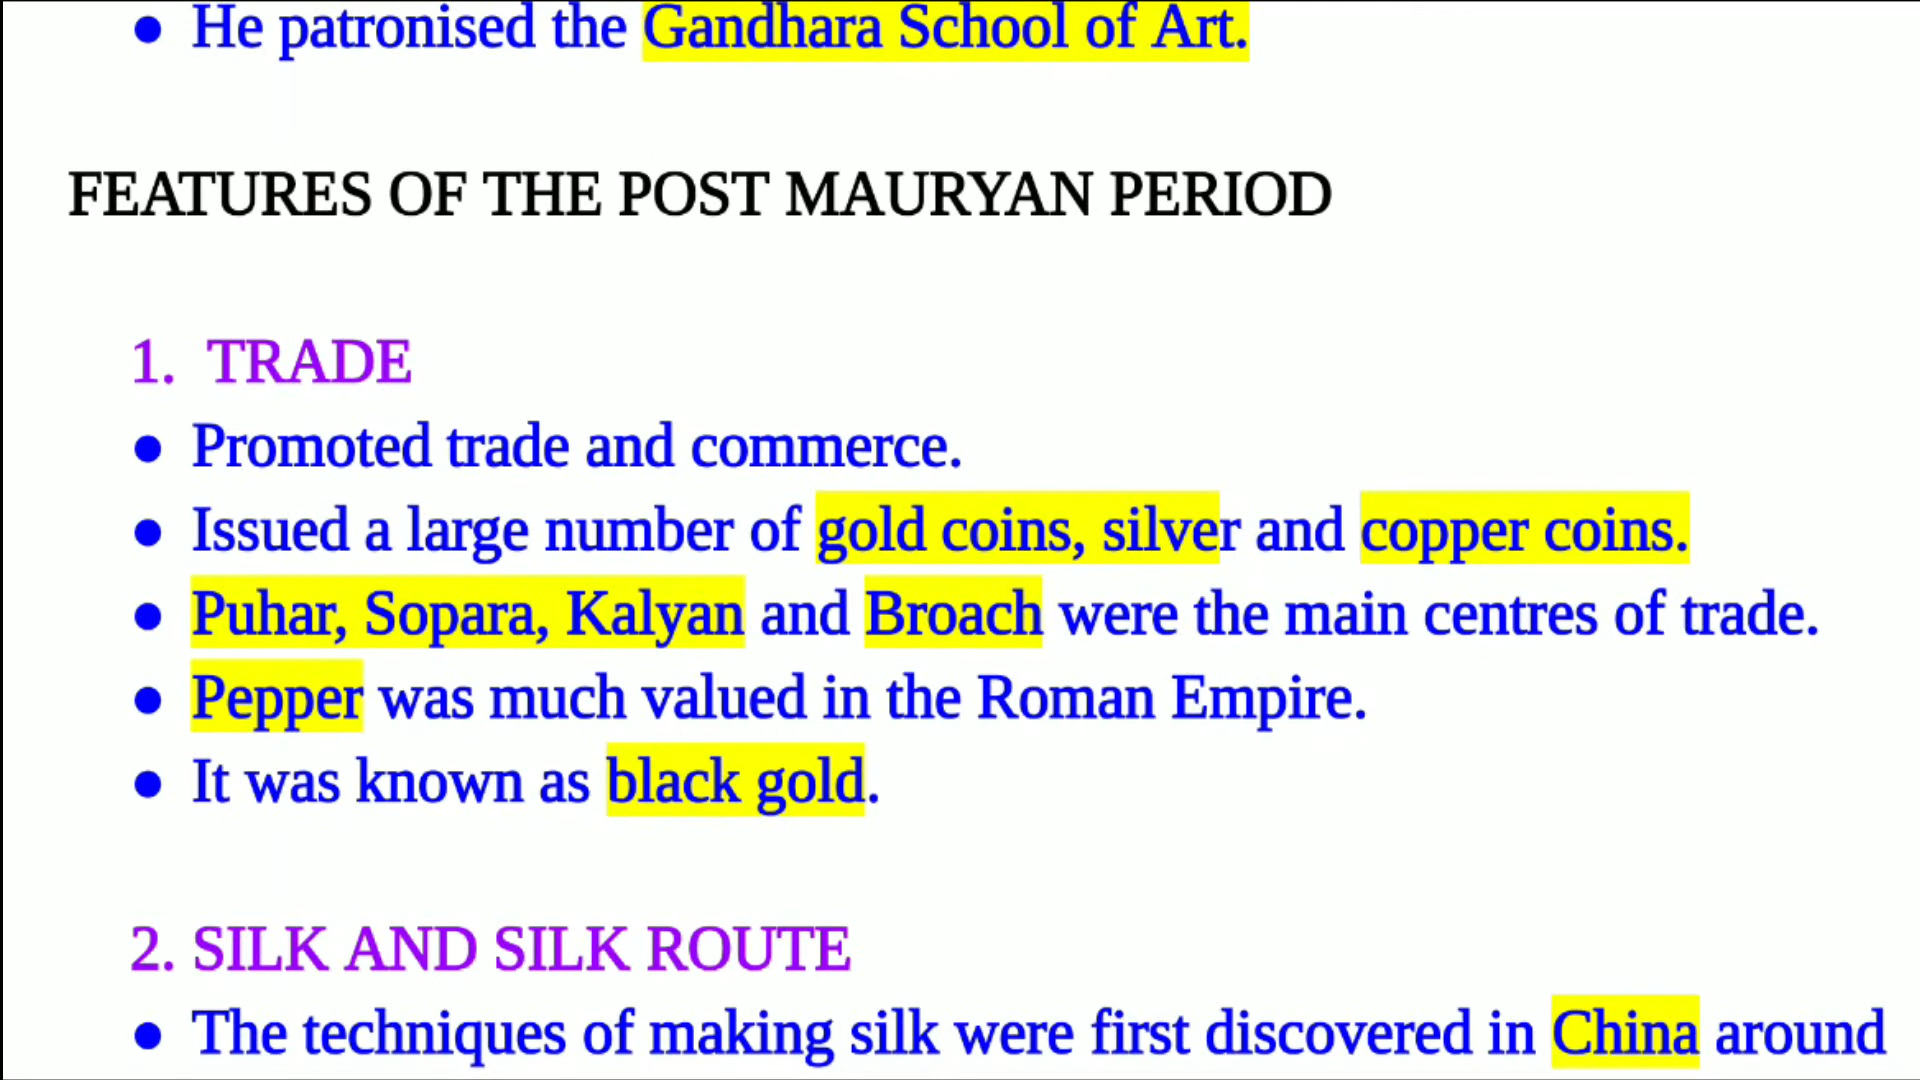 ● He patronised the Gandhara School of Art.
FEATURES OF THE POST MAURYAN PERIOD
1. TRADE
● Promoted trade and commerce.
● Issued a large number of gold coins, silver and copper coins.
● Puhar, Sopara, Kalyan and Broach were the main centres of trade.
● Pepper was much valued in the Roman Empire.
● It was known as black gold.
2. SILK AND SILK ROUTE
● The techniques of making silk were first discovered in China around